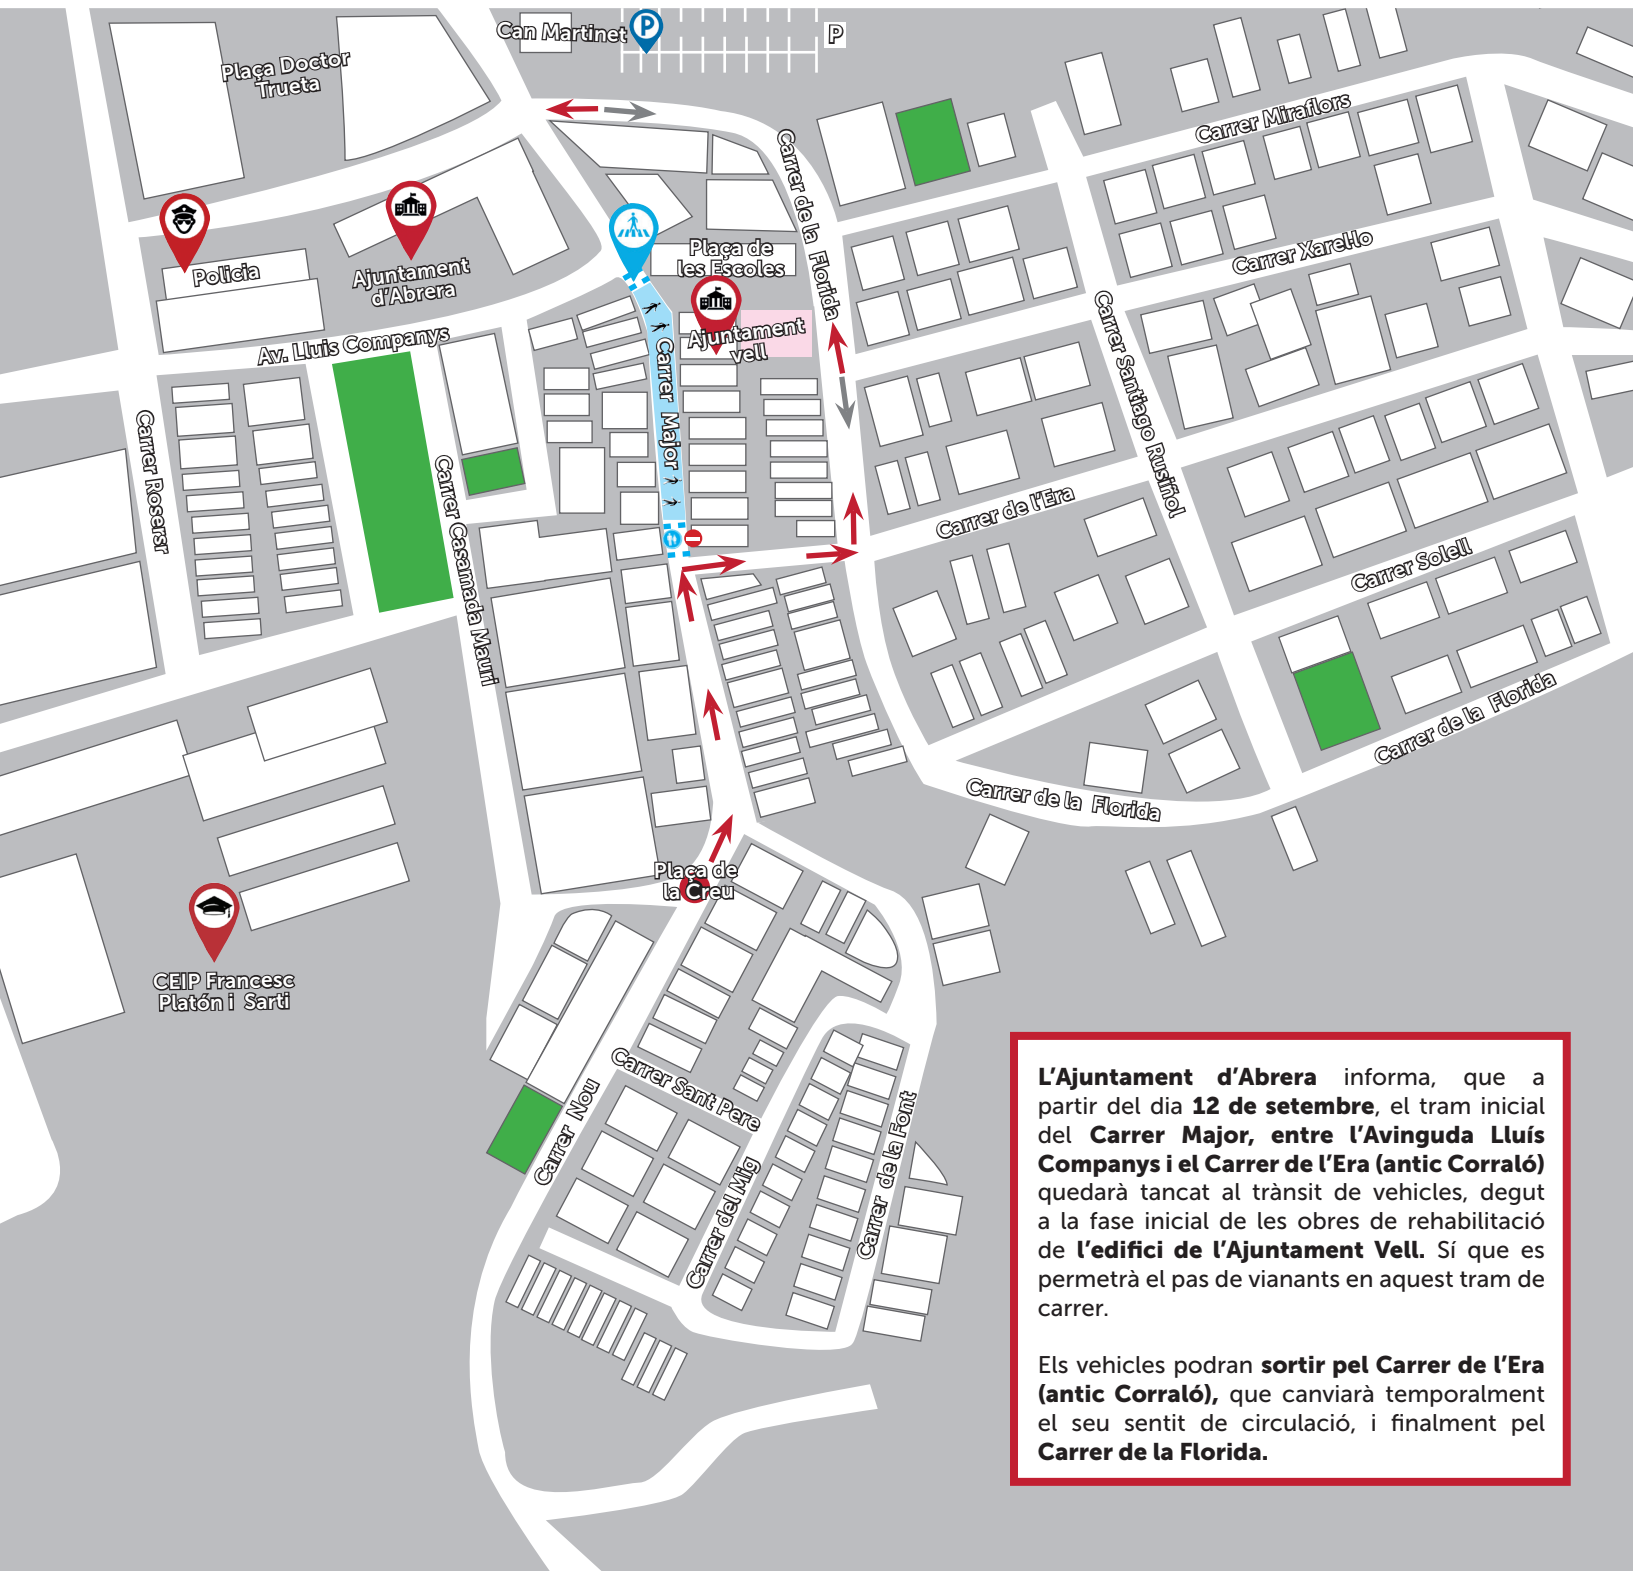 Can Martinet
P
P
Plaça Doctor
Trueta
Carrer Miraflors
Carrer de la Florida
Policia
Ajuntament
d'Abrera
Plaça de
les Escoles
Carrer Xarel·lo
Ajuntament
vell
Av. Lluis Companys
Carrer Major
Carrer Santiago Rusiñol
Carrer Rosersr
Carrer Casamada Mauri
Carrer de l'Era
Carrer Solell
Carrer de la Florida
Carrer de la Florida
Plaça de
la Creu
CEIP Francesc
Platón i Sarti
Carrer Sant Pere
Carrer Nou
Carrer del Mig
Carrer de la Font
L'Ajuntament d'Abrera informa, que a
partir del dia 12 de setembre, el tram inicial
del Carrer Major, entre l'Avinguda Lluís
Companys i el Carrer de l'Era (antic Corraló)
quedarà tancat al trànsit de vehicles, degut
a la fase inicial de les obres de rehabilitació
de l'edifici de l'Ajuntament Vell. Sí que es
permetrà el pas de vianants en aquest tram de
carrer.
Els vehicles podran sortir pel Carrer de l'Era
(antic Corraló), que canviarà temporalment
el seu sentit de circulació, i finalment pel
Carrer de la Florida.